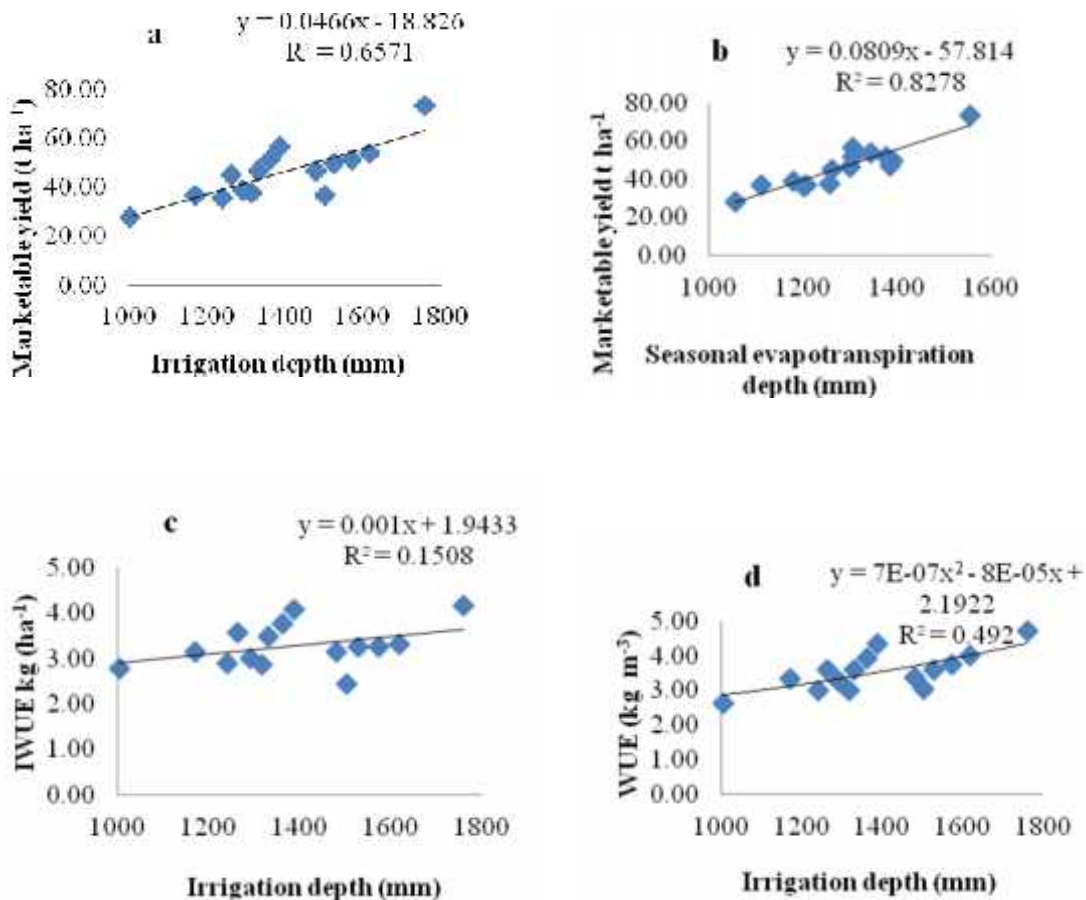 a
y = 0.0466x - 18.826
R² = 0.6571
Marketable yield (t ha⁻¹)
80.00
60.00
40.00
20.00
0.00
1000 1200 1400 1600 1800
Irrigation depth (mm)
b
y = 0.0809x - 57.814
R² = 0.8278
Marketable yield t ha⁻¹
80.00
60.00
40.00
20.00
0.00
1000 1200 1400 1600
Seasonal evapotranspiration
depth (mm)
c
y = 0.001x + 1.9433
R² = 0.1508
IWUE kg (ha⁻¹)
5.00
4.00
3.00
2.00
1.00
0.00
1000 1200 1400 1600 1800
Irrigation depth (mm)
d
y = 7E-07x² - 8E-05x +
2.1922
R² = 0.492
WUE (kg m⁻³)
5.00
4.00
3.00
2.00
1.00
0.00
1000 1200 1400 1600 1800
Irrigation depth (mm)